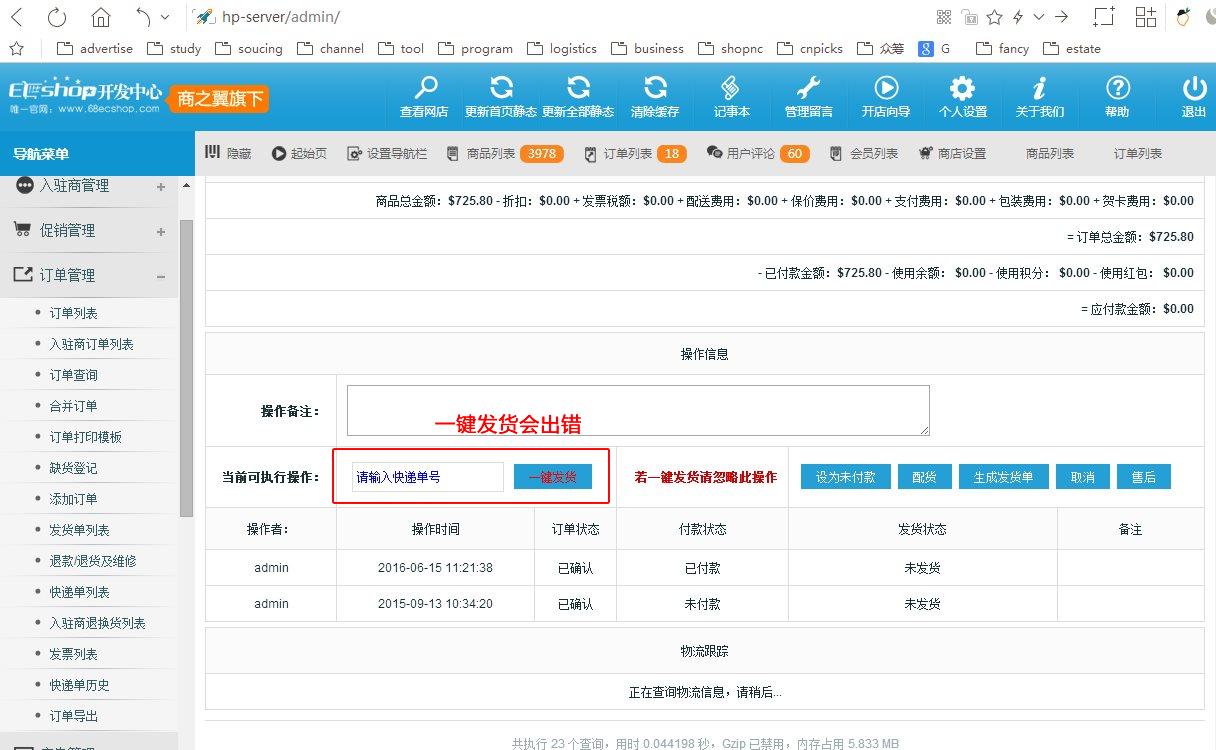 hp-server/admin/
advertise study soucing channel tool program logistics business shopnc cnpicks 众筹 G fancy estate
开发中心
唯一官网：www.68ecshop.com
商之翼旗下
查看网店 更新首页静态 更新全部静态 清除缓存 记事本 管理留言 开店向导 个人设置 关于我们 帮助 退出
导航菜单
隐藏 起始页 设置导航栏 商品列表 3978 订单列表 18 用户评论 60 会员列表 商店设置 商品列表 订单列表
入驻商管理 +
促销管理 +
订单管理 −
订单列表
入驻商订单列表
订单查询
合并订单
订单打印模板
缺货登记
添加订单
发货单列表
退款/退货及维修
快递单列表
入驻商退换货列表
发票列表
快递单历史
订单导出
商品总金额：$725.80 - 折扣：$0.00 + 发票税额：$0.00 + 配送费用：$0.00 + 保价费用：$0.00 + 支付费用：$0.00 + 包装费用：$0.00 + 贺卡费用：$0.00
= 订单总金额：$725.80
- 已付款金额：$725.80 - 使用余额： $0.00 - 使用积分： $0.00 - 使用红包： $0.00
= 应付款金额：$0.00
操作信息
操作备注：
一键发货会出错
当前可执行操作： 请输入快递单号 一键发货 若一键发货请忽略此操作 设为未付款 配货 生成发货单 取消 售后
操作者： 操作时间 订单状态 付款状态 发货状态 备注
admin 2016-06-15 11:21:38 已确认 已付款 未发货
admin 2015-09-13 10:34:20 已确认 未付款 未发货
物流跟踪
正在查询物流信息，请稍后...
共执行 23 个查询，用时 0.044198 秒，Gzip 已禁用，内存占用 5.833 MB